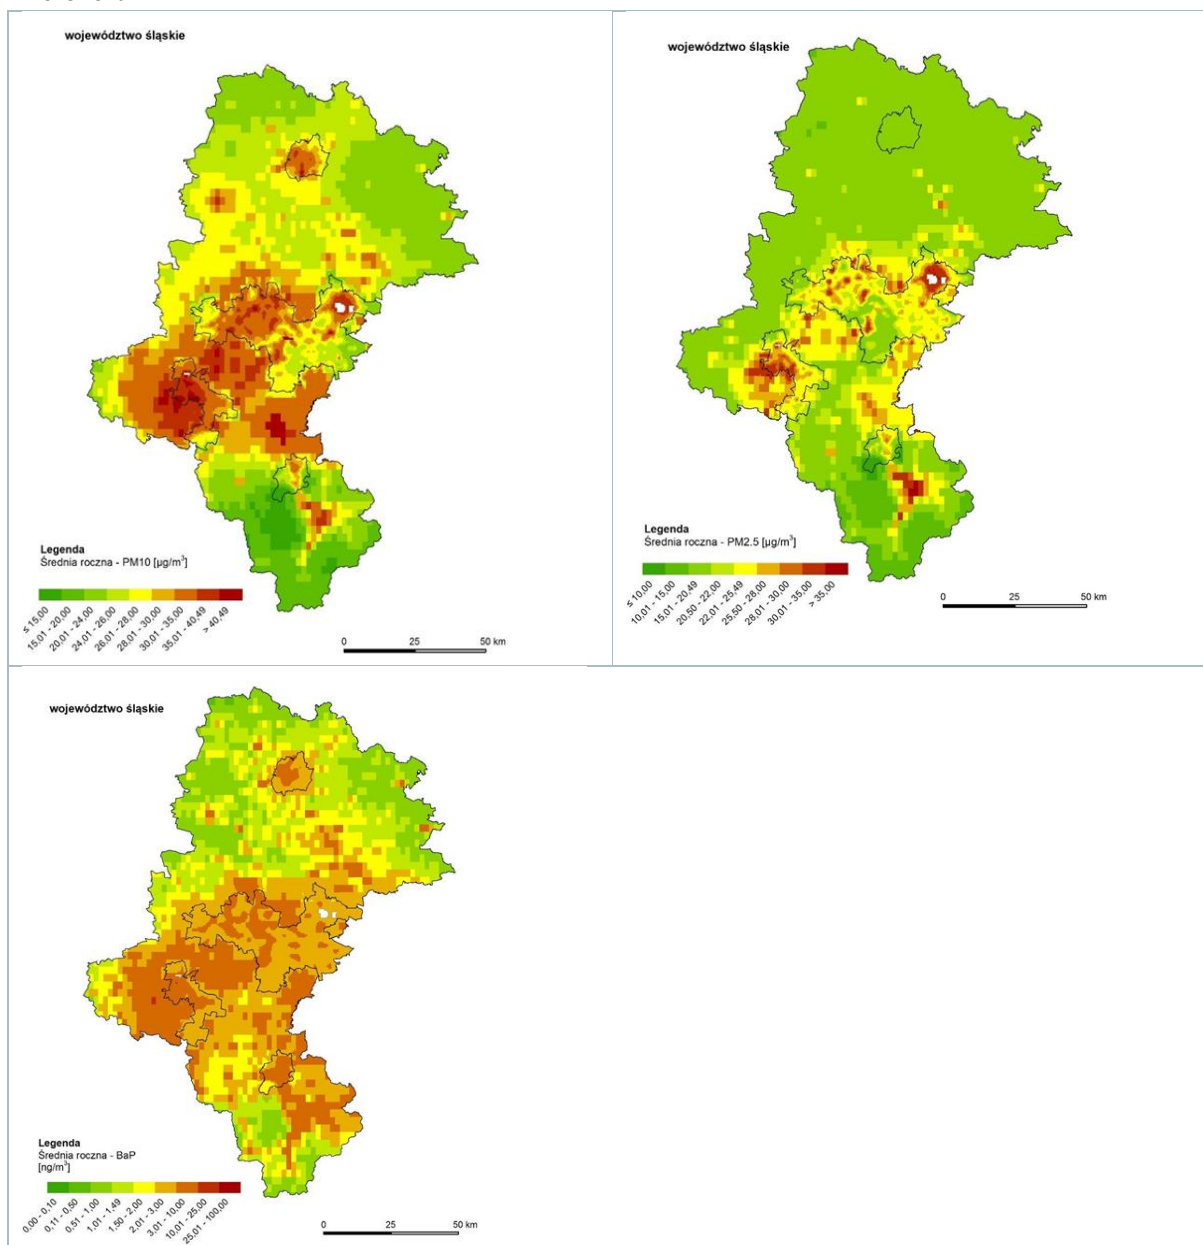 województwo śląskie
Legenda
Średnia roczna - PM10 [µg/m³]
≤ 15,00
15,01 - 20,00
20,01 - 24,00
24,01 - 26,00
26,01 - 28,00
28,01 - 30,00
30,01 - 35,00
35,01 - 40,49
> 40,49
0 25 50 km
województwo śląskie
Legenda
Średnia roczna - PM2.5 [µg/m³]
≤ 10,00
10,01 - 15,00
15,01 - 20,49
20,50 - 22,00
22,01 - 25,49
25,50 - 28,00
28,01 - 30,00
30,01 - 35,00
> 35,00
0 25 50 km
województwo śląskie
Legenda
Średnia roczna - BaP
[ng/m³]
0,00 - 0,10
0,11 - 0,50
0,51 - 1,00
1,01 - 1,49
1,50 - 2,00
2,01 - 3,00
3,01 - 10,00
10,01 - 25,00
25,01 - 100,00
0 25 50 km